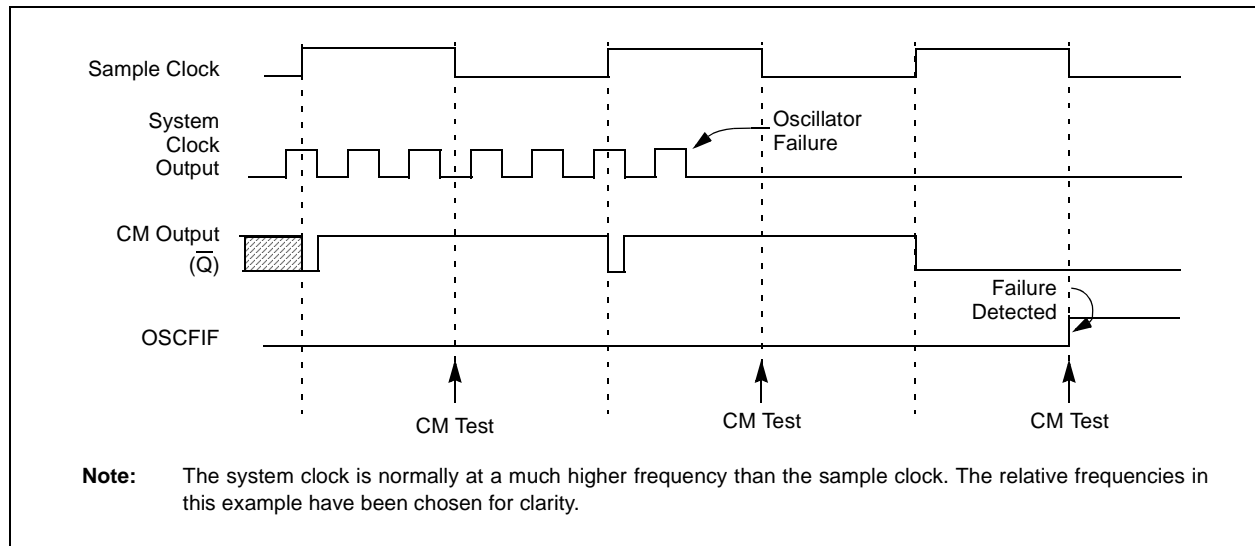 Sample Clock
System
Clock
Output
Oscillator
Failure
CM Output
(Q̅)
Failure
Detected
OSCFIF
CM Test
CM Test
CM Test
Note: The system clock is normally at a much higher frequency than the sample clock. The relative frequencies in
this example have been chosen for clarity.